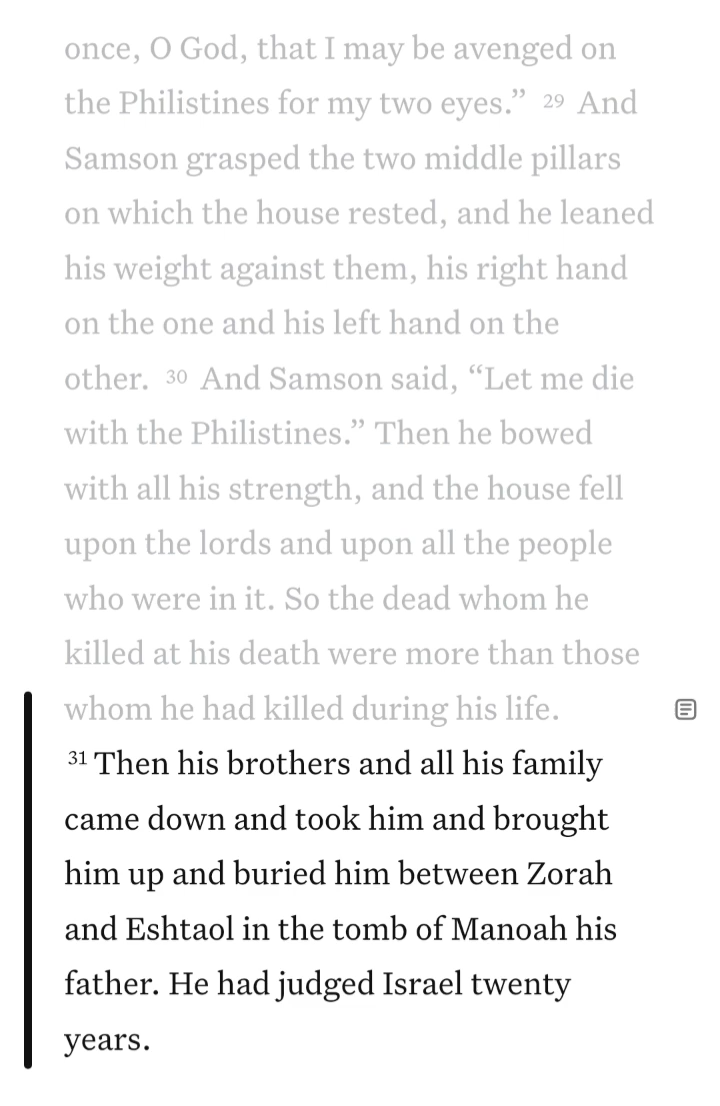 once, O God, that I may be avenged on
the Philistines for my two eyes.” 29 And
Samson grasped the two middle pillars
on which the house rested, and he leaned
his weight against them, his right hand
on the one and his left hand on the
other. 30 And Samson said, “Let me die
with the Philistines.” Then he bowed
with all his strength, and the house fell
upon the lords and upon all the people
who were in it. So the dead whom he
killed at his death were more than those
whom he had killed during his life.
31 Then his brothers and all his family
came down and took him and brought
him up and buried him between Zorah
and Eshtaol in the tomb of Manoah his
father. He had judged Israel twenty
years.